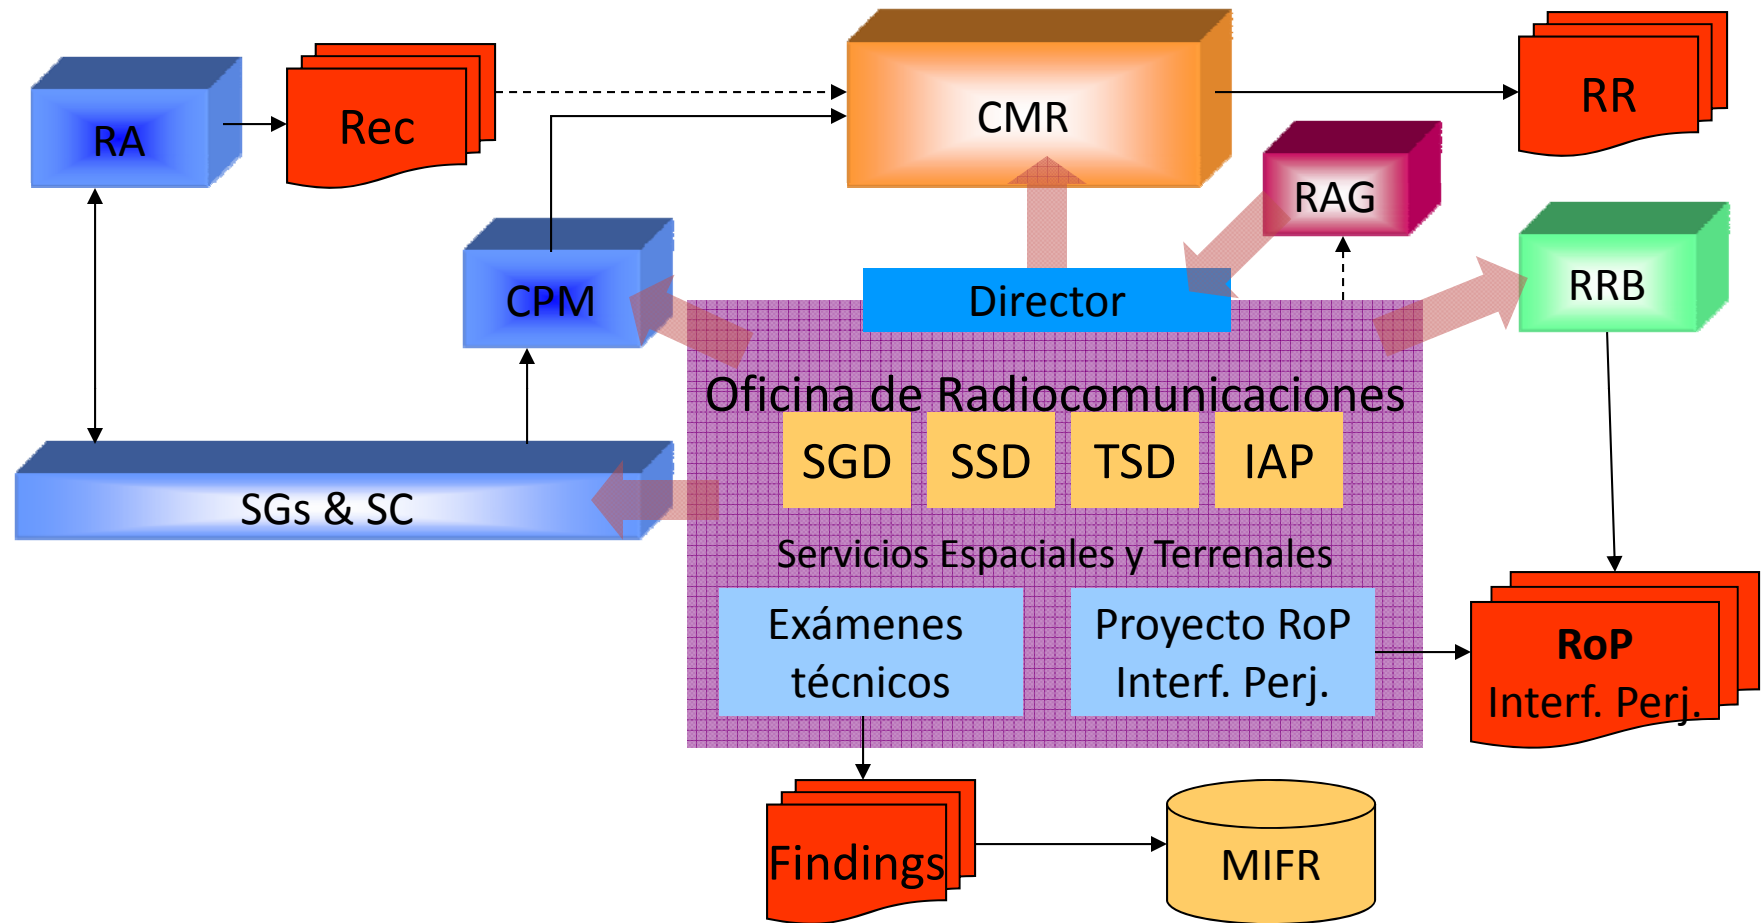 RA
Rec
CMR
RR
RAG
CPM
Director
RRB
Oficina de Radiocomunicaciones
SGD
SSD
TSD
IAP
SGs & SC
Servicios Espaciales y Terrenales
Exámenes
técnicos
Proyecto RoP
Interf. Perj.
RoP
Interf. Perj.
Findings
MIFR